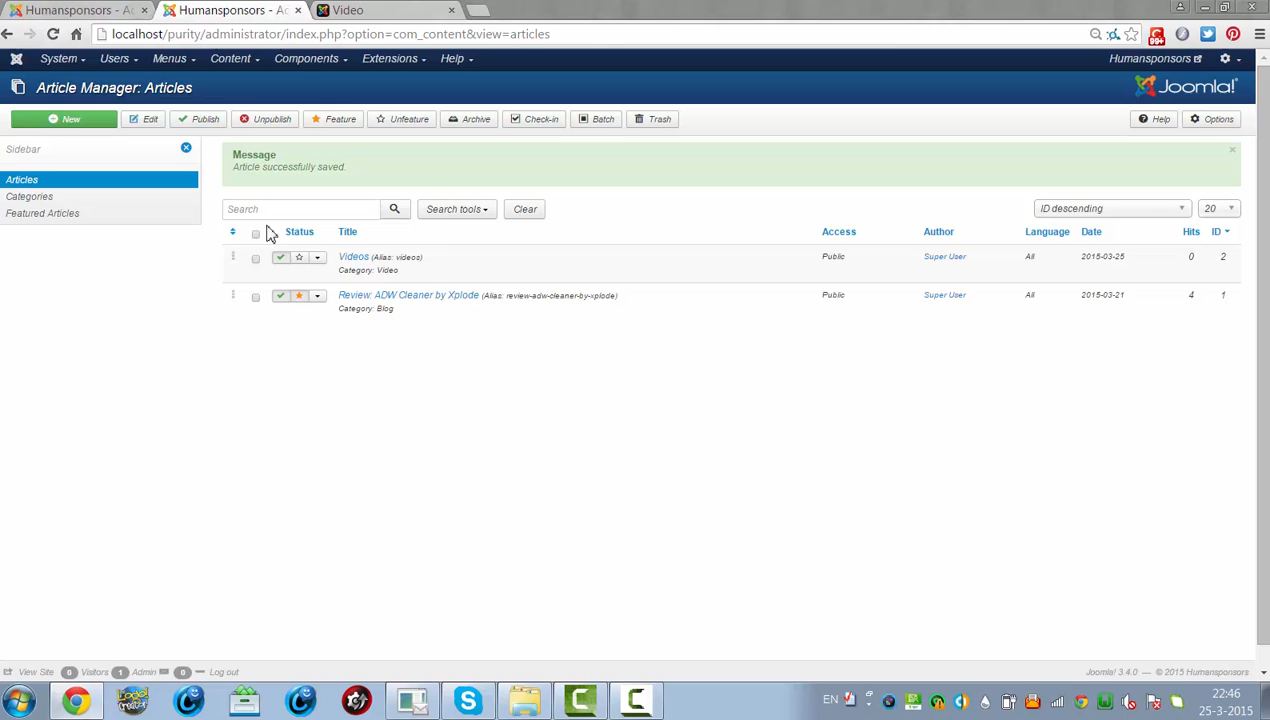 Humansponsors - Ac
Humansponsors - Ac
Video
localhost/purity/administrator/index.php?option=com_content&view=articles
99+
System
Users
Menus
Content
Components
Extensions
Help
Humansponsors
Article Manager: Articles
Joomla!
New
Edit
Publish
Unpublish
Feature
Unfeature
Archive
Check-in
Batch
Trash
Help
Options
Sidebar
Articles
Categories
Featured Articles
Message
Article successfully saved.
Search
Search tools
Clear
ID descending
20
Status Title Access Author Language Date Hits ID
Videos (Alias: videos) Public Super User All 2015-03-25 0 2
Category: Video
Review: ADW Cleaner by Xplode (Alias: review-adw-cleaner-by-xplode) Public Super User All 2015-03-21 4 1
Category: Blog
View Site 0 Visitors 1 Admin 0 Log out
Joomla! 3.4.0 — © 2015 Humansponsors
EN
22:46
25-3-2015